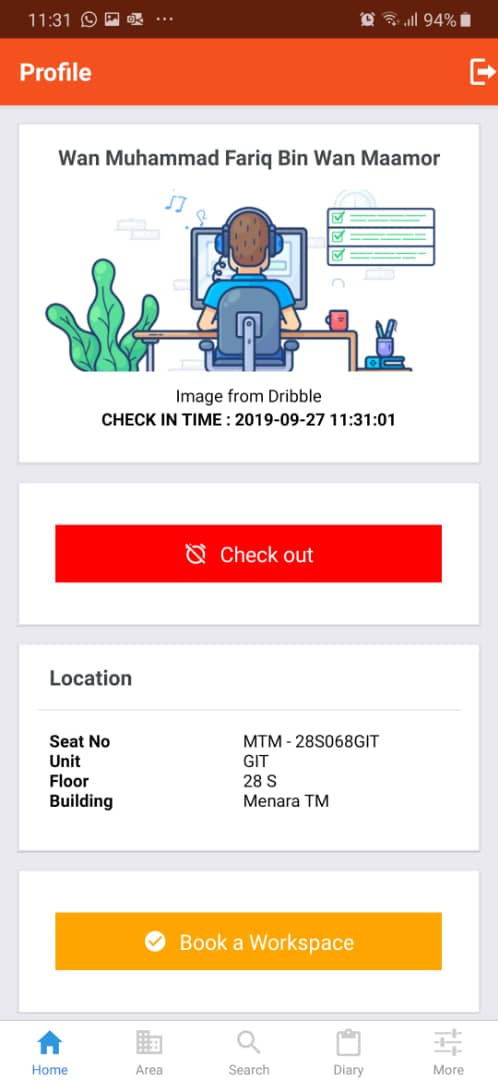 11:31 94%
Profile
Wan Muhammad Fariq Bin Wan Maamor
Image from Dribble
CHECK IN TIME : 2019-09-27 11:31:01
Check out
Location
Seat No MTM - 28S068GIT
Unit GIT
Floor 28 S
Building Menara TM
Book a Workspace
Home Area Search Diary More